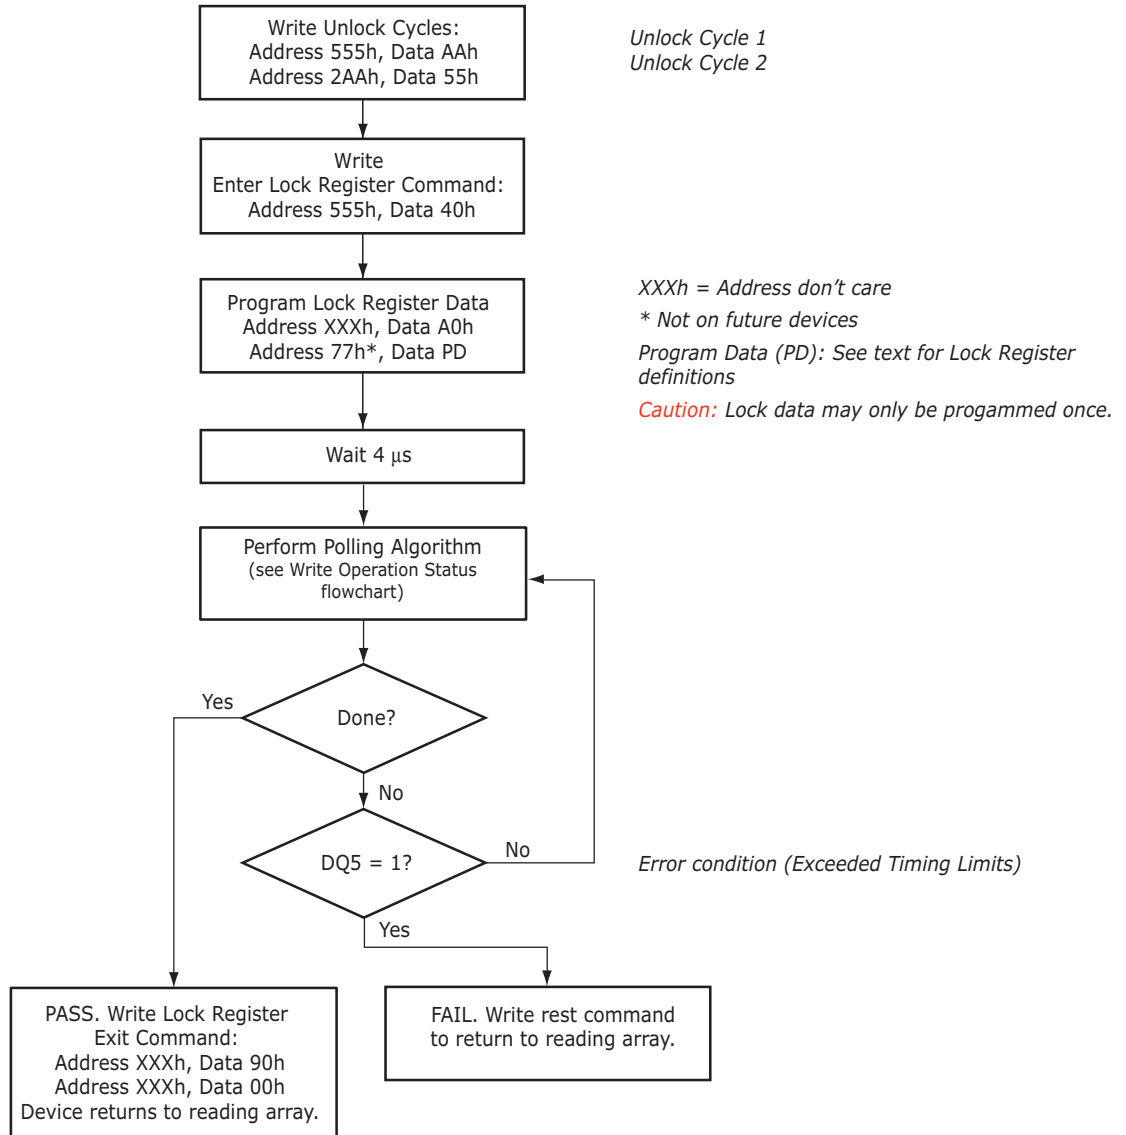 Write Unlock Cycles:
Address 555h, Data AAh
Address 2AAh, Data 55h
Unlock Cycle 1
Unlock Cycle 2
Write
Enter Lock Register Command:
Address 555h, Data 40h
Program Lock Register Data
Address XXXh, Data A0h
Address 77h*, Data PD
XXXh = Address don’t care
* Not on future devices
Program Data (PD): See text for Lock Register
definitions
Caution: Lock data may only be progammed once.
Wait 4 μs
Perform Polling Algorithm
(see Write Operation Status
flowchart)
Yes
Done?
No
DQ5 = 1?
No
Error condition (Exceeded Timing Limits)
Yes
PASS. Write Lock Register
Exit Command:
Address XXXh, Data 90h
Address XXXh, Data 00h
Device returns to reading array.
FAIL. Write rest command
to return to reading array.